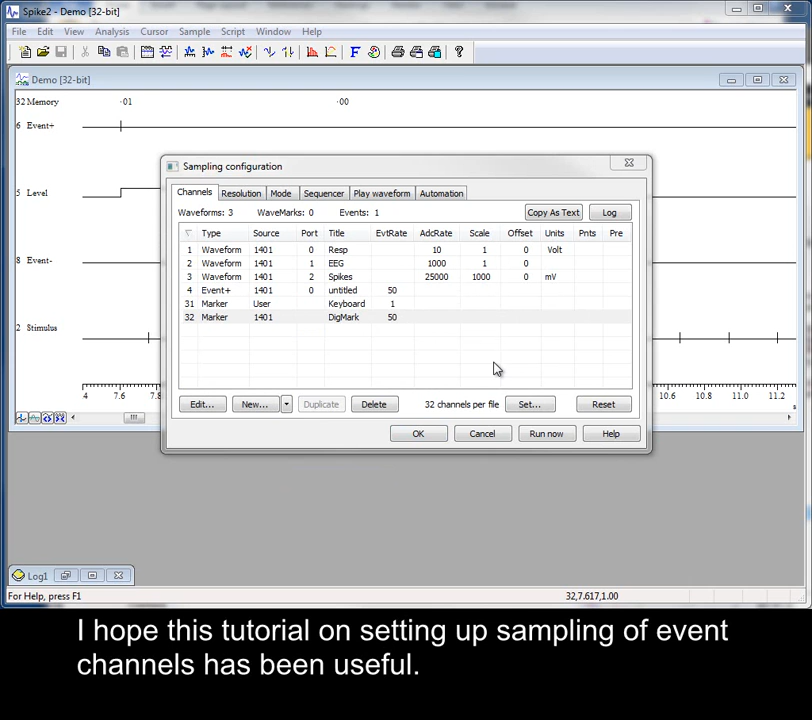 Spike2 - Demo [32-bit]
File Edit View Analysis Cursor Sample Script Window Help
Demo [32-bit]
32 Memory 01 00
6 Event+
5 Level
8 Event-
2 Stimulus
4 7.6 7.8 10.6 10.8 11.0 11.2
s
Sampling configuration
Channels Resolution Mode Sequencer Play waveform Automation
Waveforms: 3 WaveMarks: 0 Events: 1 Copy As Text Log
Type Source Port Title EvtRate AdcRate Scale Offset Units Pnts Pre
1 Waveform 1401 0 Resp 10 1 0 Volt
2 Waveform 1401 1 EEG 1000 1 0
3 Waveform 1401 2 Spikes 25000 1000 0 mV
4 Event+ 1401 0 untitled 50
31 Marker User Keyboard 1
32 Marker 1401 DigMark 50
Edit... New... Duplicate Delete 32 channels per file Set... Reset
OK Cancel Run now Help
Log1
For Help, press F1 32,7.617,1.00
I hope this tutorial on setting up sampling of event
channels has been useful.